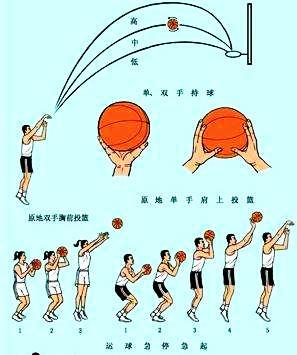 高
中
低
单、双手持球
原地单手肩上投篮
原地双手胸前投篮
1 2 3 1 2 3 4 5
运球急停急起